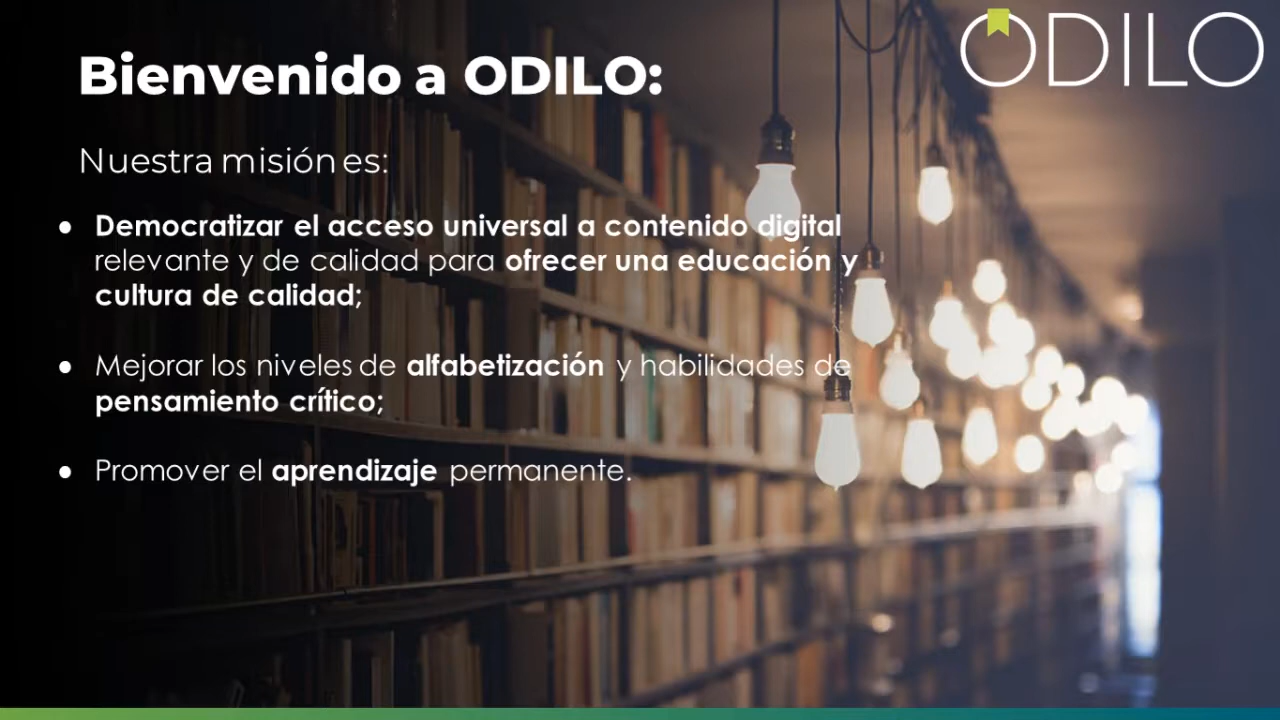 ODILO
Bienvenido a ODILO:
Nuestra misión es:
• Democratizar el acceso universal a contenido digital
relevante y de calidad para ofrecer una educación y
cultura de calidad;
• Mejorar los niveles de alfabetización y habilidades de
pensamiento crítico;
• Promover el aprendizaje permanente.